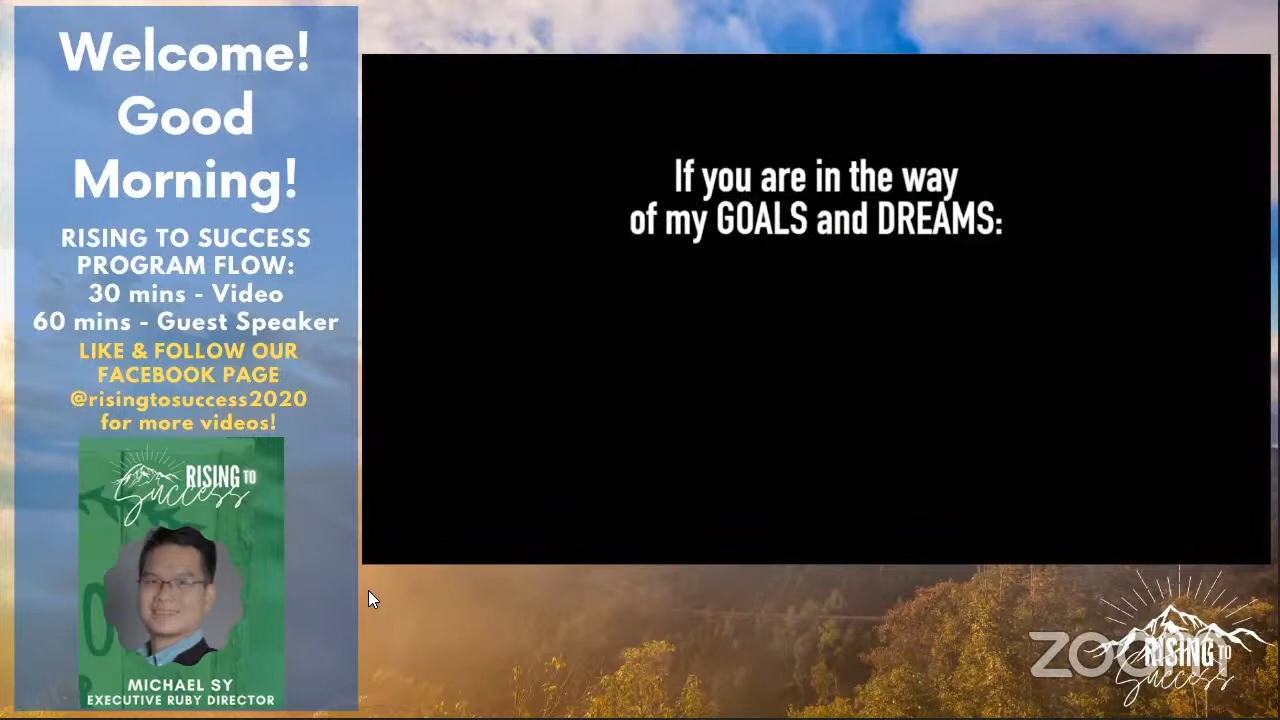 Welcome!
Good
Morning!
RISING TO SUCCESS
PROGRAM FLOW:
30 mins - Video
60 mins - Guest Speaker
LIKE & FOLLOW OUR
FACEBOOK PAGE
@risingtosuccess2020
for more videos!
RISING TO
Success
MICHAEL SY
EXECUTIVE RUBY DIRECTOR
If you are in the way
of my GOALS and DREAMS:
zoom
RISING TO
Success